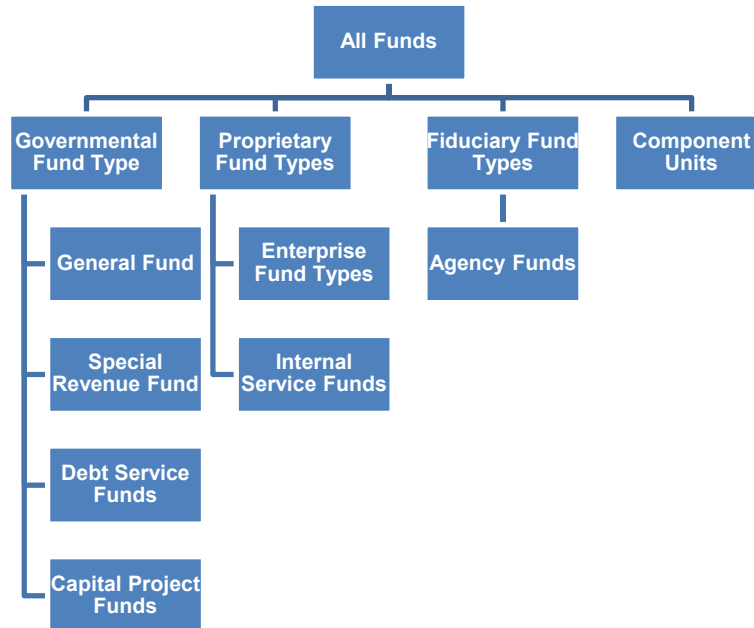 All Funds
Governmental
Fund Type
Proprietary
Fund Types
Fiduciary Fund
Types
Component
Units
General Fund
Enterprise
Fund Types
Agency Funds
Special
Revenue Fund
Internal
Service Funds
Debt Service
Funds
Capital Project
Funds